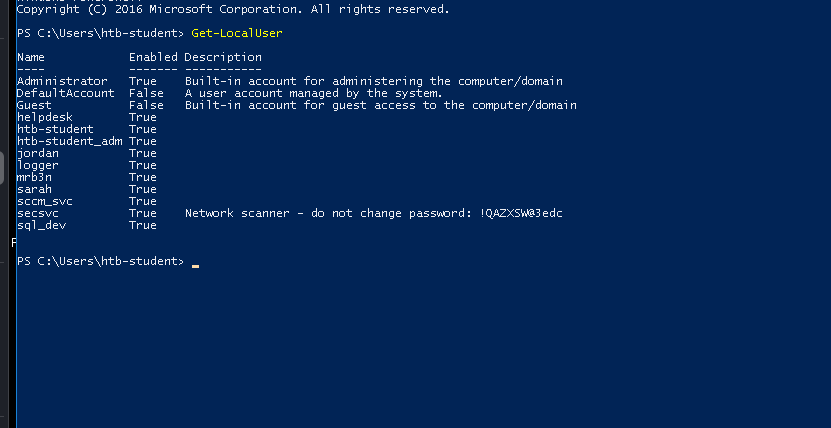 Copyright (C) 2016 Microsoft Corporation. All rights reserved.
PS C:\Users\htb-student> Get-LocalUser
Name Enabled Description
---- ------- -----------
Administrator True Built-in account for administering the computer/domain
DefaultAccount False A user account managed by the system.
Guest False Built-in account for guest access to the computer/domain
helpdesk True
htb-student True
htb-student_adm True
jordan True
logger True
mrb3n True
sarah True
sccm_svc True
secsvc True Network scanner - do not change password: !QAZXSW@3edc
sql_dev True
PS C:\Users\htb-student> _